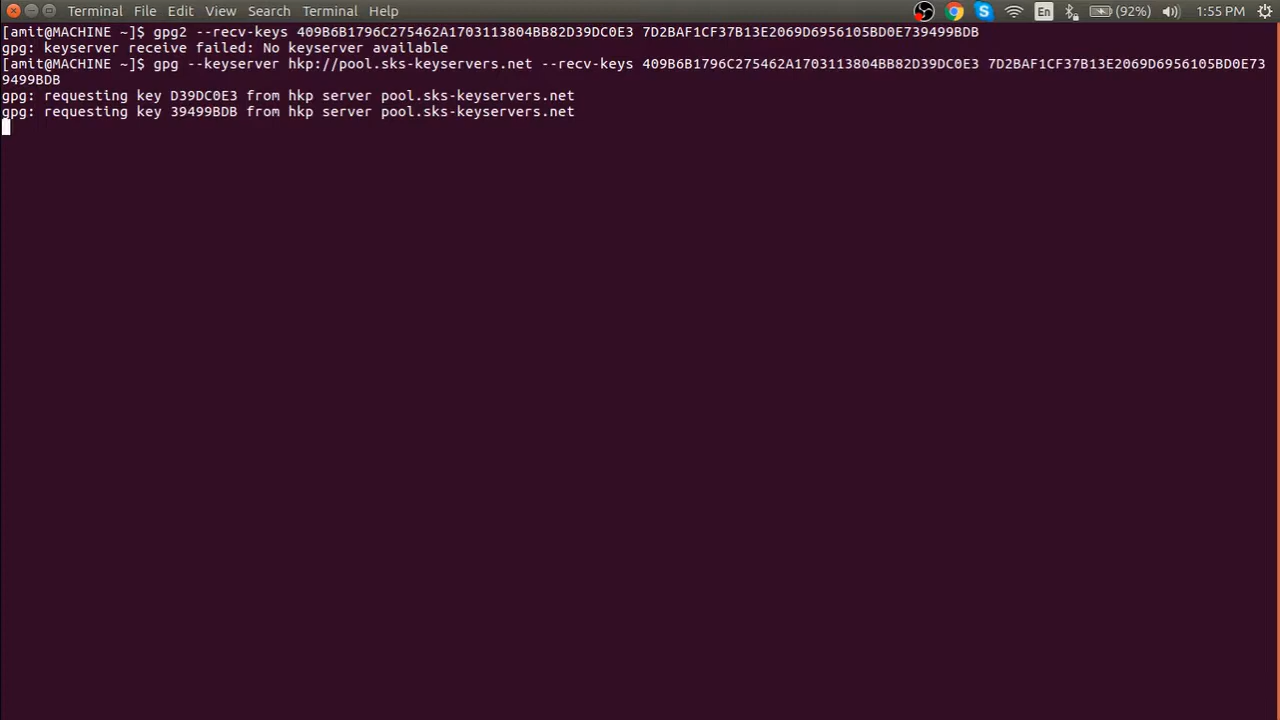 Terminal File Edit View Search Terminal Help En (92%) 1:55 PM
[amit@MACHINE ~]$ gpg2 --recv-keys 409B6B1796C275462A1703113804BB82D39DC0E3 7D2BAF1CF37B13E2069D6956105BD0E739499BDB
gpg: keyserver receive failed: No keyserver available
[amit@MACHINE ~]$ gpg --keyserver hkp://pool.sks-keyservers.net --recv-keys 409B6B1796C275462A1703113804BB82D39DC0E3 7D2BAF1CF37B13E2069D6956105BD0E73
9499BDB
gpg: requesting key D39DC0E3 from hkp server pool.sks-keyservers.net
gpg: requesting key 39499BDB from hkp server pool.sks-keyservers.net